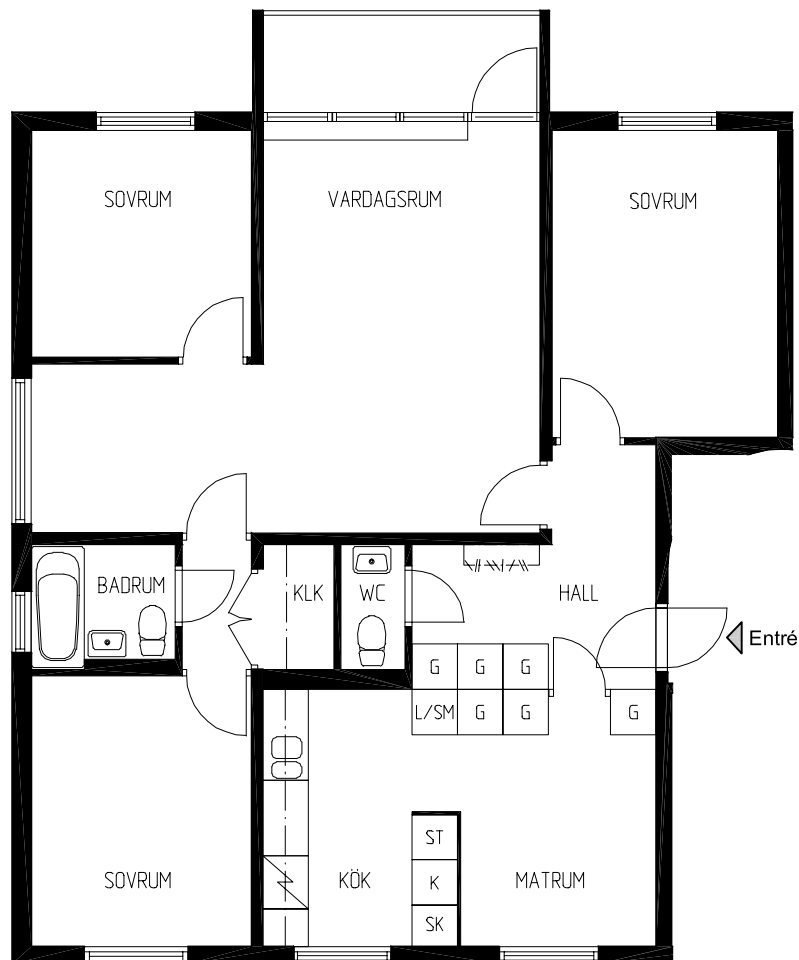 SOVRUM
VARDAGSRUM
SOVRUM
BADRUM
KLK
WC
HALL
Entré
G
G
G
L/SM
G
G
G
ST
SOVRUM
KÖK
K
MATRUM
SK